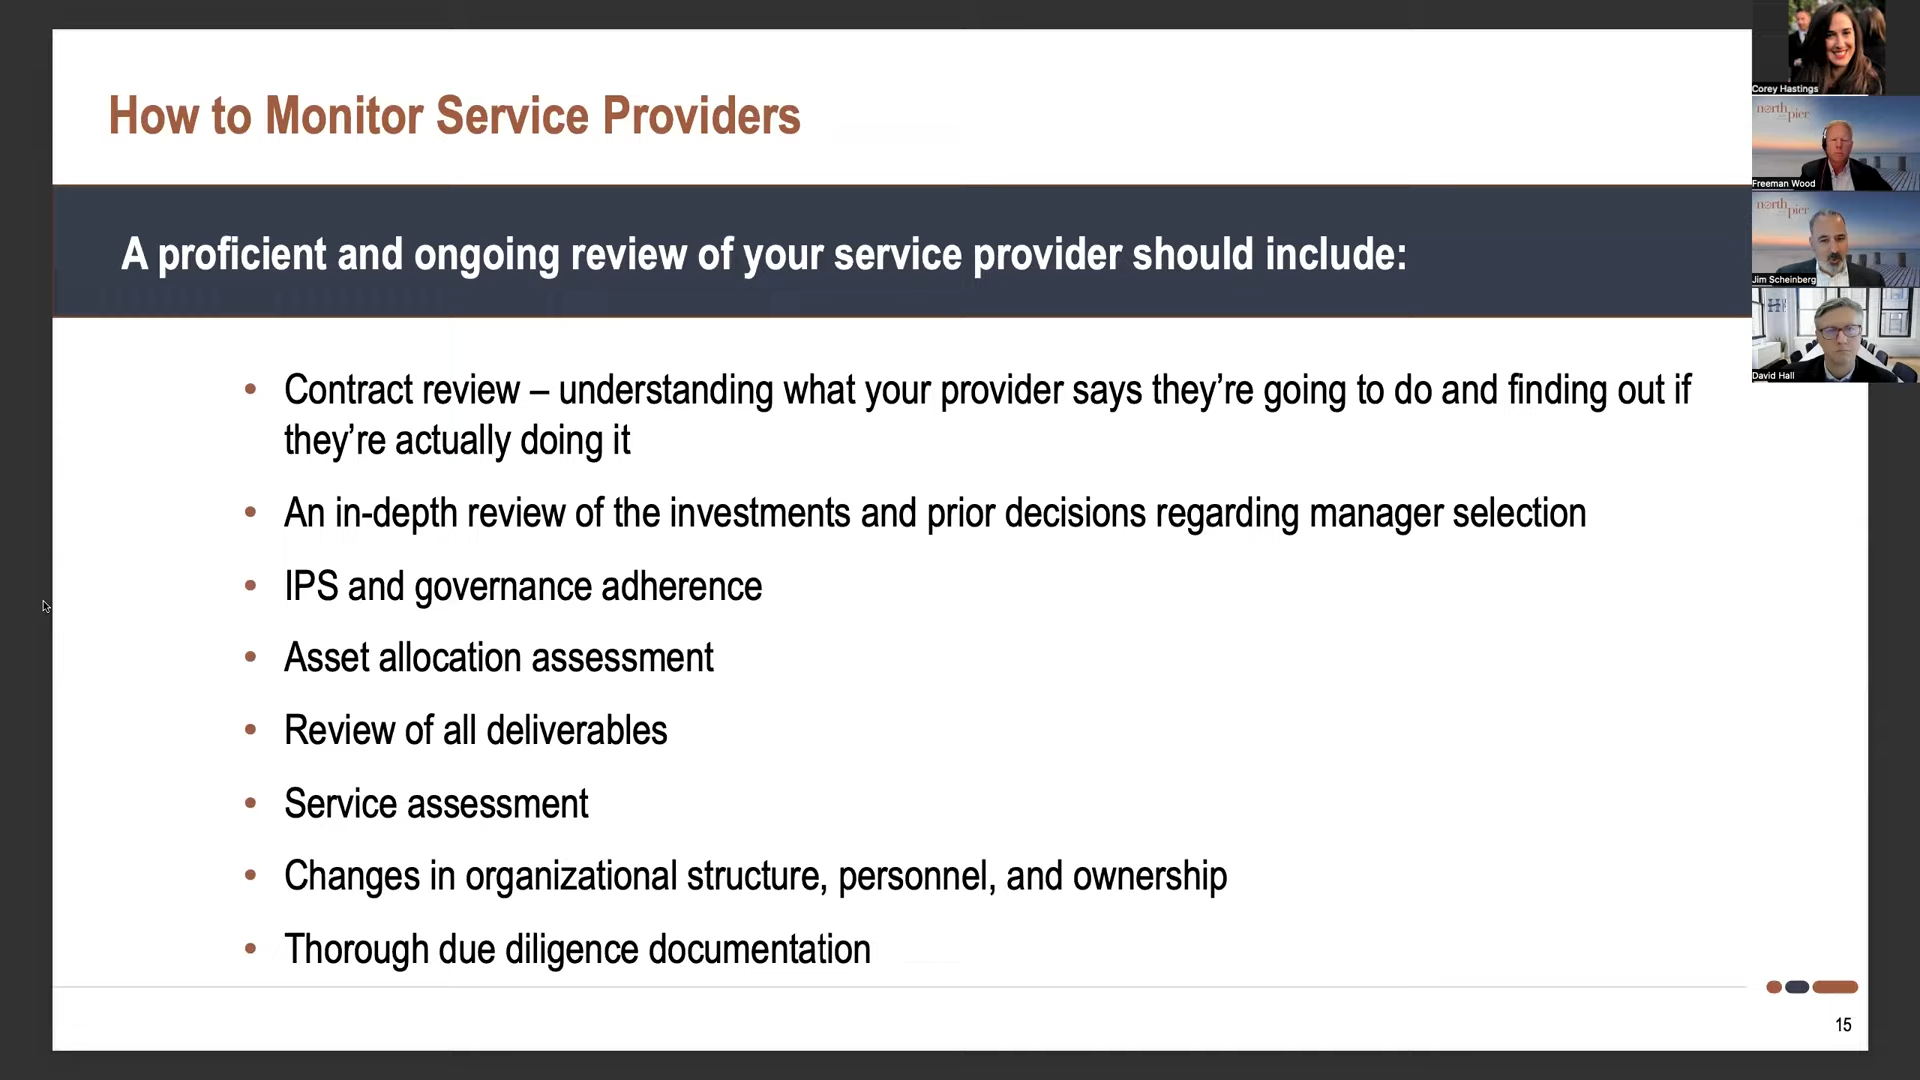 How to Monitor Service Providers
A proficient and ongoing review of your service provider should include:
• Contract review – understanding what your provider says they’re going to do and finding out if
they’re actually doing it
• An in-depth review of the investments and prior decisions regarding manager selection
• IPS and governance adherence
• Asset allocation assessment
• Review of all deliverables
• Service assessment
• Changes in organizational structure, personnel, and ownership
• Thorough due diligence documentation
15
Corey Hastings
north
pier
Freeman Wood
north
pier
Jim Scheinberg
H
David Hall